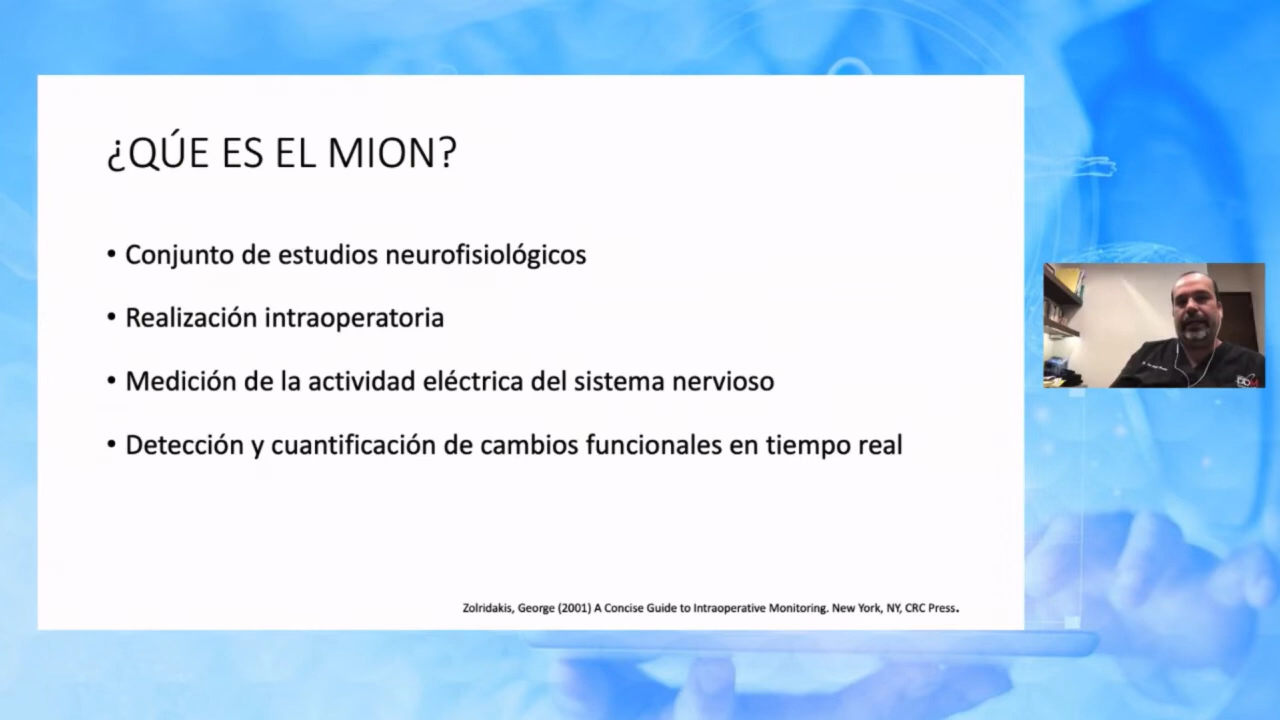 ¿QÚE ES EL MION?
• Conjunto de estudios neurofisiológicos
• Realización intraoperatoria
• Medición de la actividad eléctrica del sistema nervioso
• Detección y cuantificación de cambios funcionales en tiempo real
Zolridakis, George (2001) A Concise Guide to Intraoperative Monitoring. New York, NY, CRC Press.